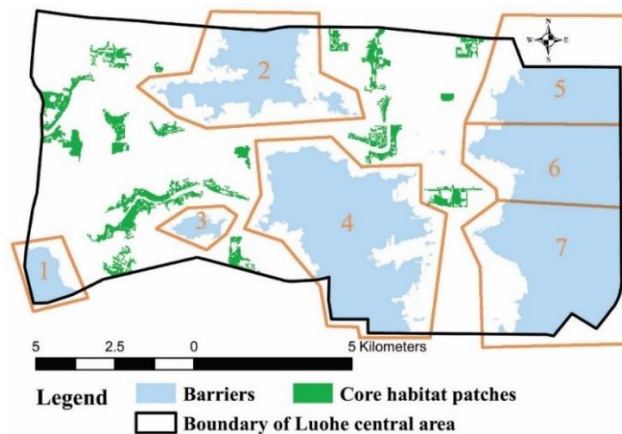 N
W E
S
2
5
6
3
4
7
1
5 2.5 0 5 Kilometers
Legend Barriers Core habitat patches
Boundary of Luohe central area